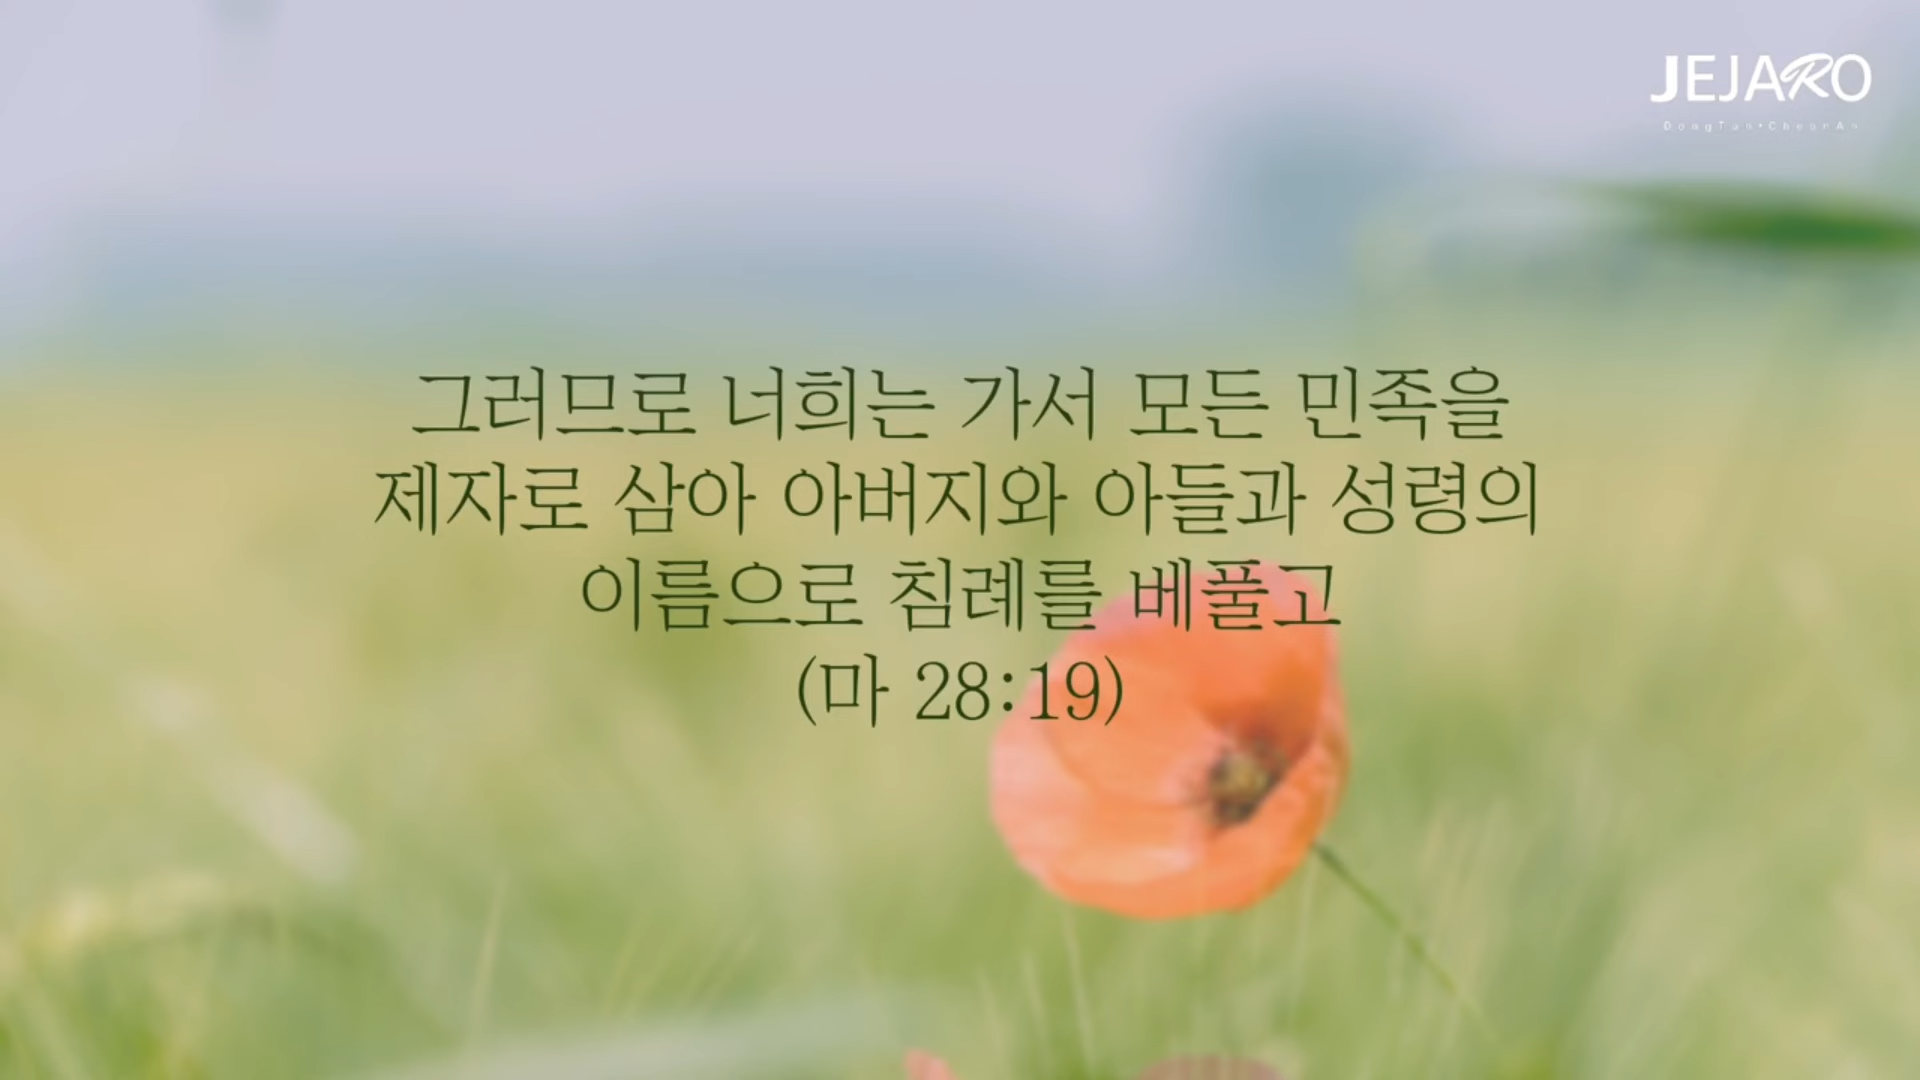 JEJARO
DongTan•CheonAn
그러므로 너희는 가서 모든 민족을
제자로 삼아 아버지와 아들과 성령의
이름으로 침례를 베풀고
(마 28:19)